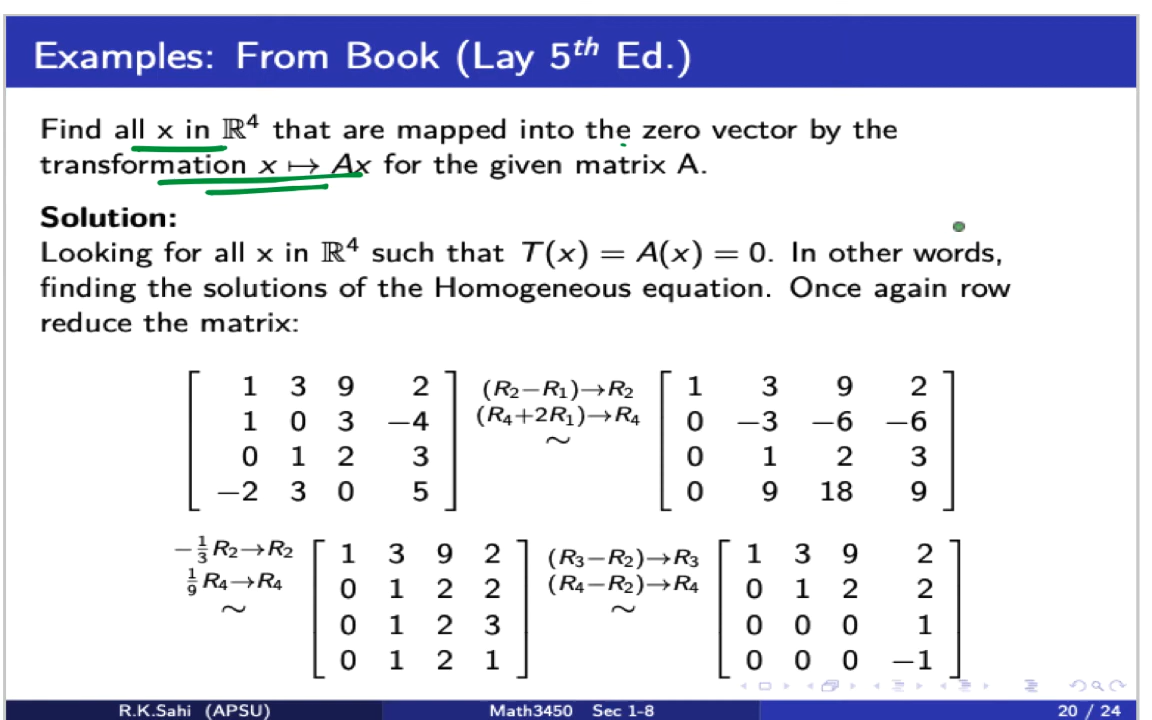 Examples: From Book (Lay 5th Ed.)
Find all x in ℝ⁴ that are mapped into the zero vector by the
transformation x ↦ Ax for the given matrix A.
Solution:
Looking for all x in ℝ⁴ such that T(x) = A(x) = 0. In other words,
finding the solutions of the Homogeneous equation. Once again row
reduce the matrix:
[ 1 3 9 2 ] (R₂−R₁)→R₂ [ 1 3 9 2 ]
[ 1 0 3 −4 ] (R₄+2R₁)→R₄ [ 0 −3 −6 −6 ]
[ 0 1 2 3 ] ∼ [ 0 1 2 3 ]
[ −2 3 0 5 ] [ 0 9 18 9 ]
−1/3 R₂→R₂ [ 1 3 9 2 ] (R₃−R₂)→R₃ [ 1 3 9 2 ]
1/9 R₄→R₄ [ 0 1 2 2 ] (R₄−R₂)→R₄ [ 0 1 2 2 ]
∼ [ 0 1 2 3 ] ∼ [ 0 0 0 1 ]
[ 0 1 2 1 ] [ 0 0 0 −1 ]
R.K.Sahi (APSU) Math3450 Sec 1-8 20 / 24